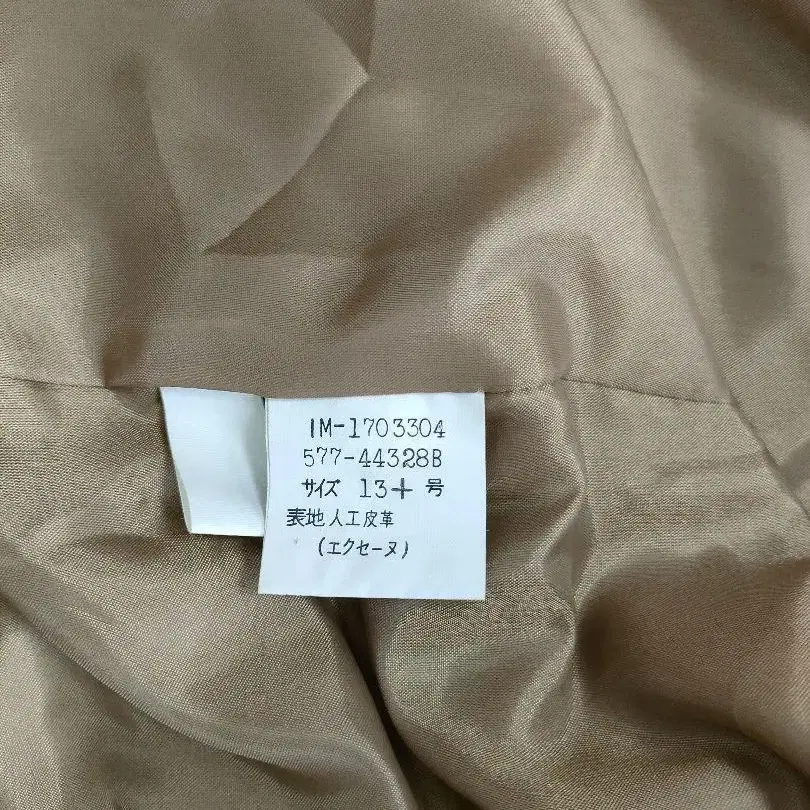 IM-1703304
577-44328B
サイズ 13+ 号
表地人工皮革
(エクセーヌ)